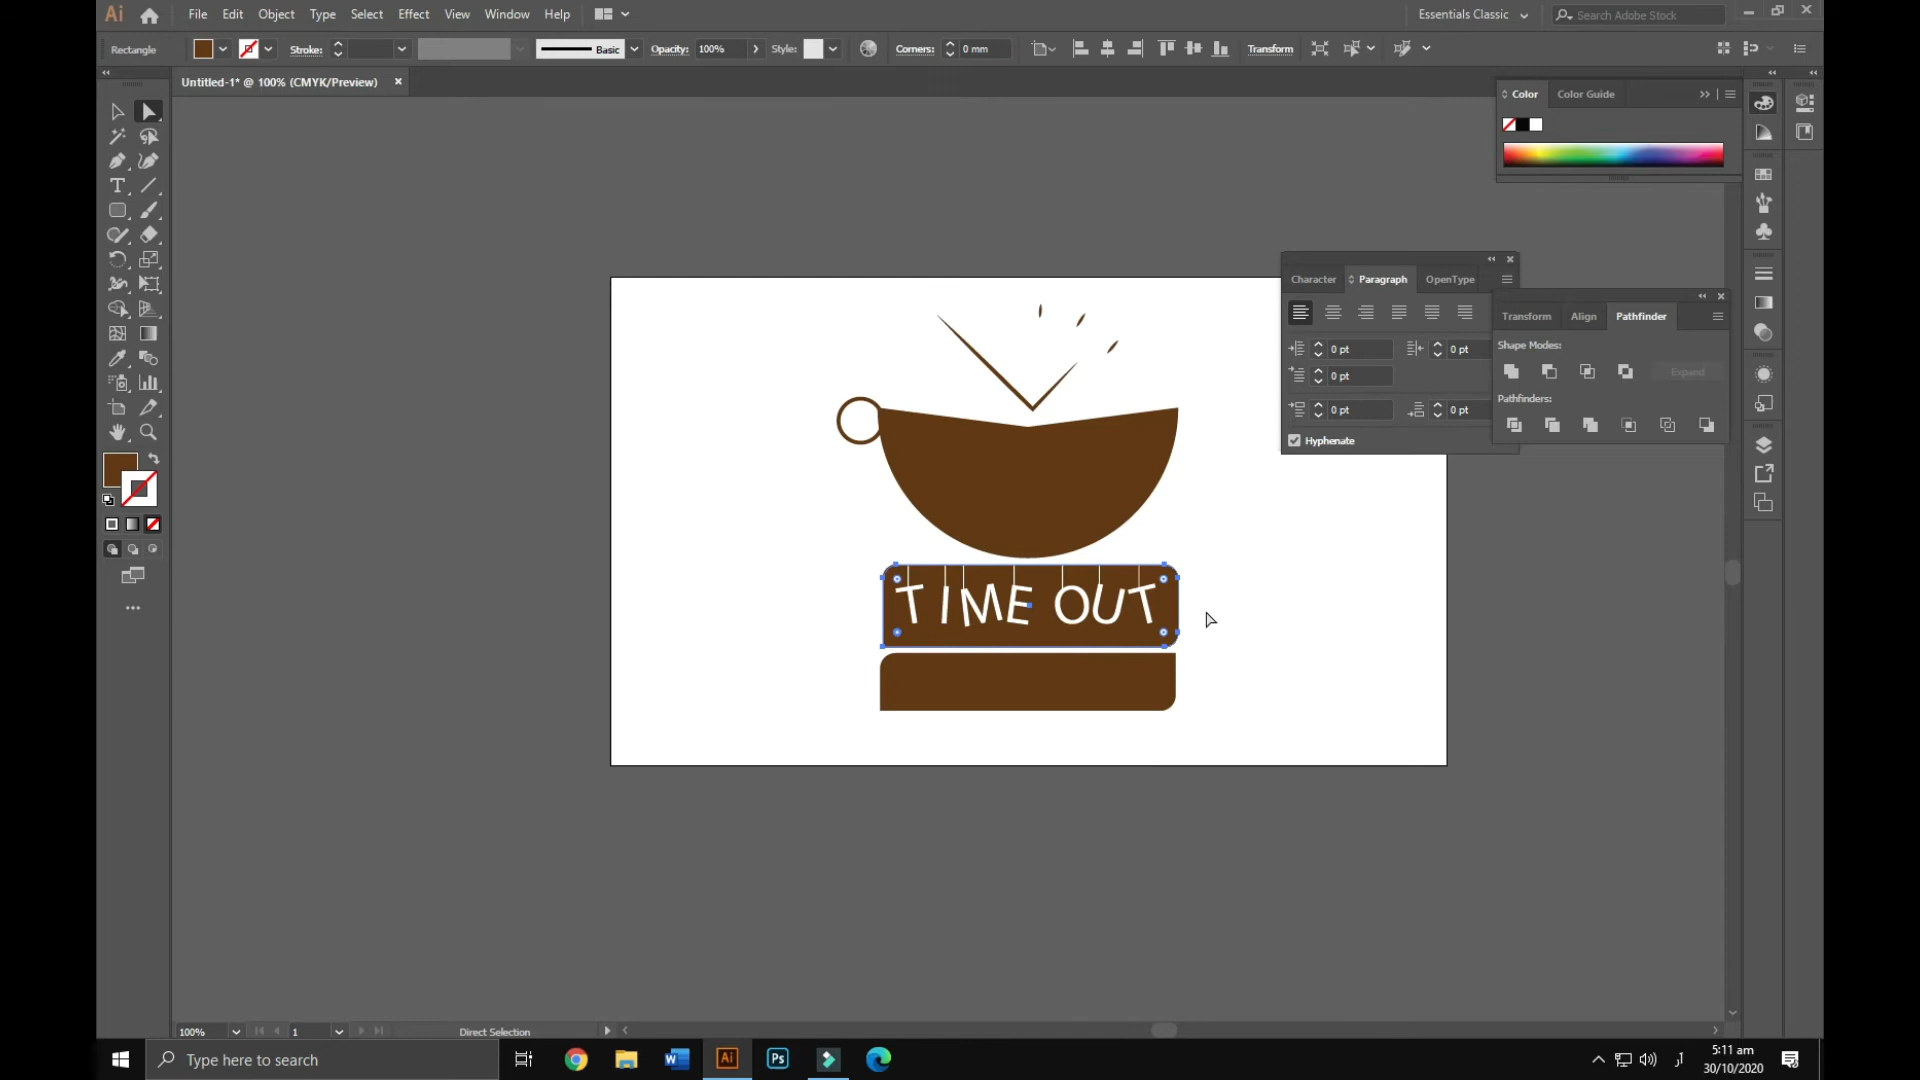 Ai File Edit Object Type Select Effect View Window Help Essentials Classic Search Adobe Stock
Rectangle Stroke: Basic Opacity: 100% Style: Corners: 0 mm Transform
Untitled-1* @ 100% (CMYK/Preview)
Color Color Guide
Character Paragraph OpenType
0 pt 0 pt
0 pt
0 pt 0 pt
Hyphenate
Transform Align Pathfinder
Shape Modes:
Expand
Pathfinders:
TIME OUT
100% 1 Direct Selection
Type here to search
W Ai Ps
5:11 am
30/10/2020